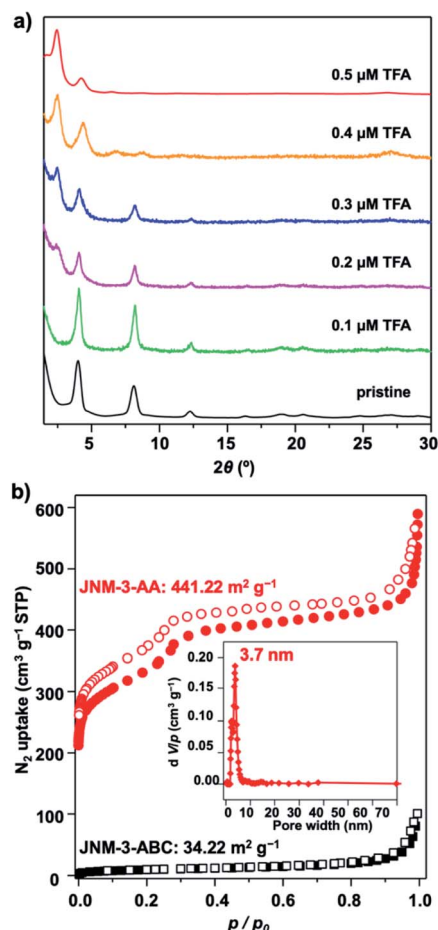 a)
0.5 µM TFA
0.4 µM TFA
0.3 µM TFA
0.2 µM TFA
0.1 µM TFA
pristine
5 10 15 20 25 30
2θ (º)
b)
N₂ uptake (cm³ g⁻¹ STP)
600
500
400
300
200
100
0
JNM-3-AA: 441.22 m² g⁻¹
3.7 nm
d V/p (cm³ g⁻¹)
0.20
0.15
0.10
0.05
0.00
0 10 20 30 40 50 60 70
Pore width (nm)
JNM-3-ABC: 34.22 m² g⁻¹
0.0 0.2 0.4 0.6 0.8 1.0
p / p₀